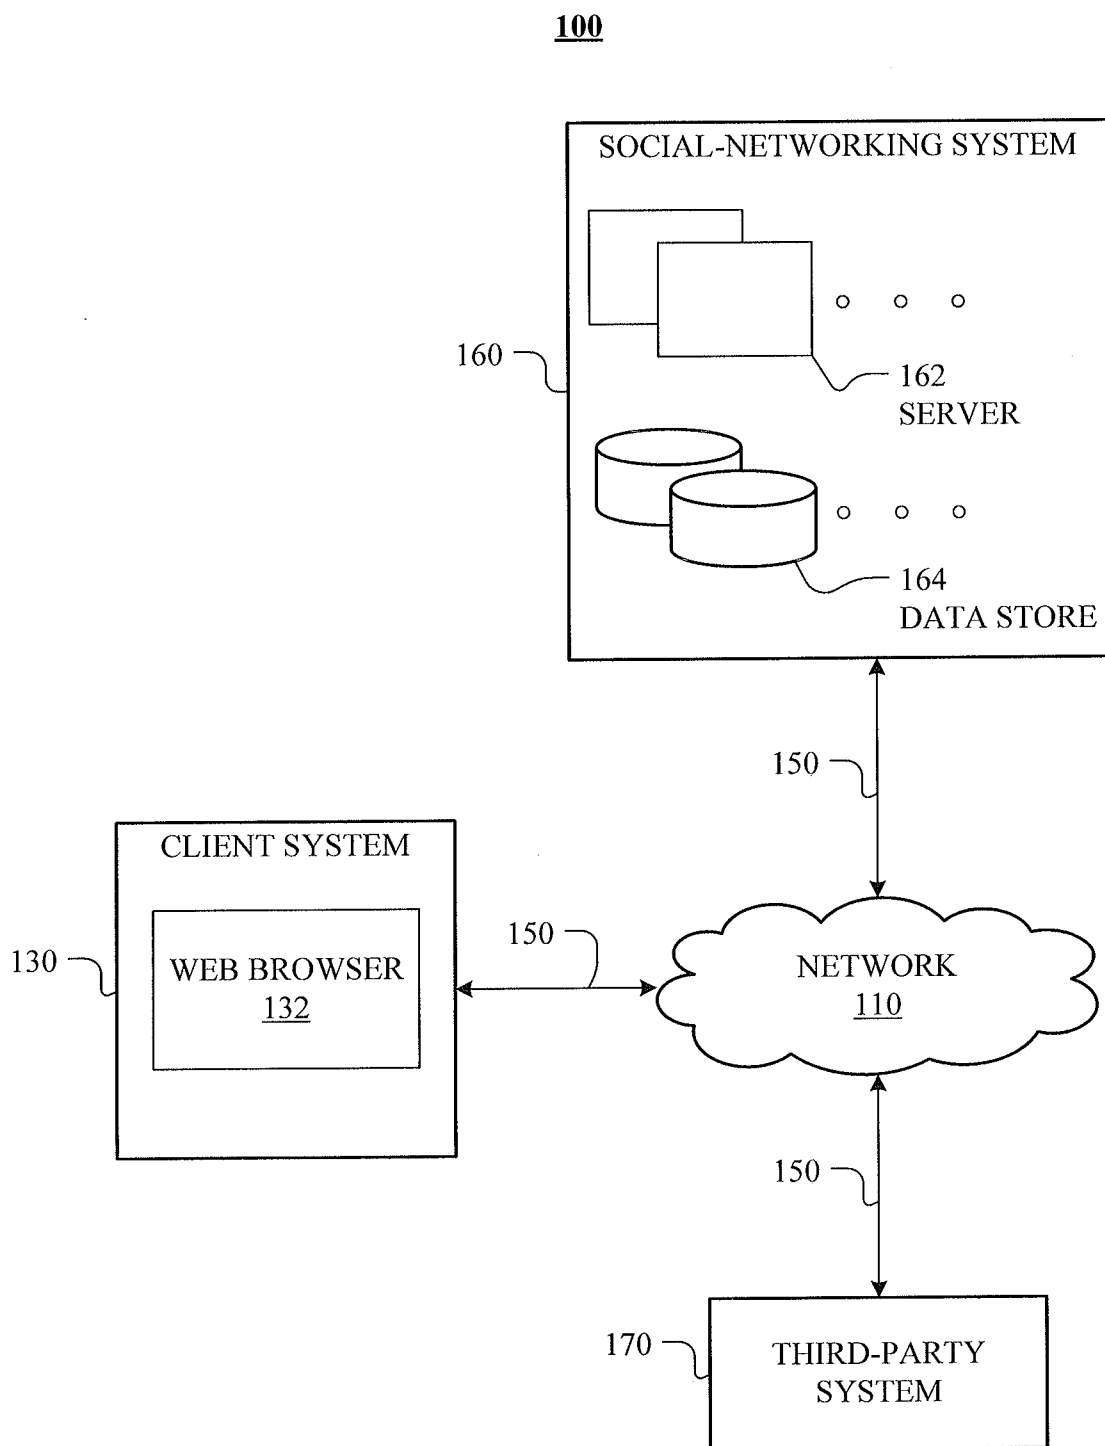 100
SOCIAL-NETWORKING SYSTEM
160
162
SERVER
164
DATA STORE
150
CLIENT SYSTEM
130
WEB BROWSER
132
150
NETWORK
110
150
170
THIRD-PARTY
SYSTEM